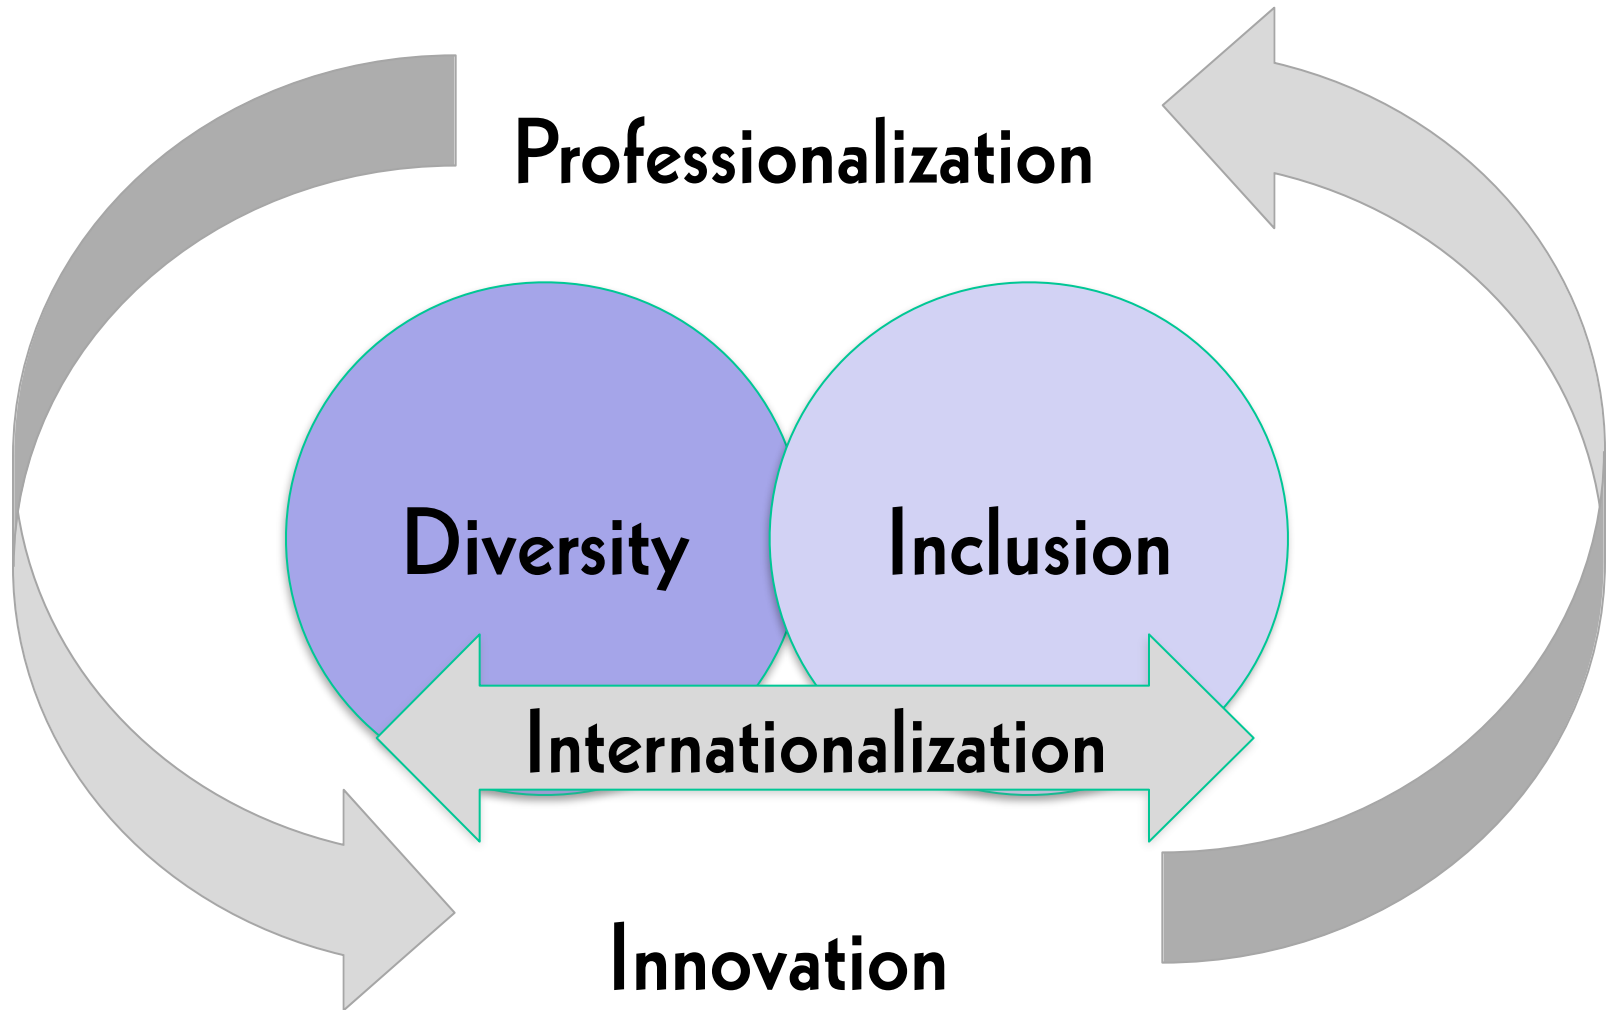 Professionalization
Diversity
Inclusion
Internationalization
Innovation